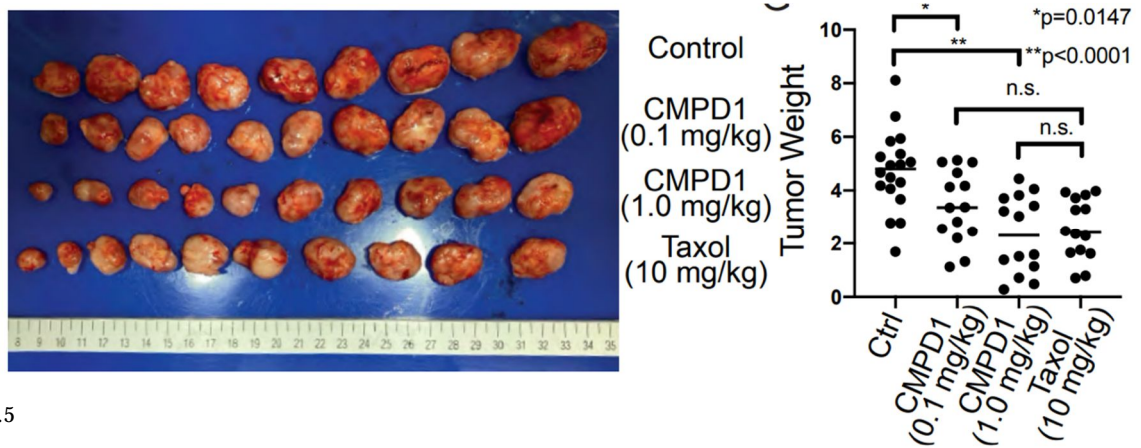 Control
CMPD1
(0.1 mg/kg)
CMPD1
(1.0 mg/kg)
Taxol
(10 mg/kg)
8 9 10 11 12 13 14 15 16 17 18 19 20 21 22 23 24 25 26 27 28 29 30 31 32 33 34 35
.5
*p=0.0147
**p<0.0001
*
**
n.s.
n.s.
Tumor Weight
10
8
6
4
2
0
Ctrl
CMPD1
(0.1 mg/kg)
CMPD1
(1.0 mg/kg)
Taxol
(10 mg/kg)